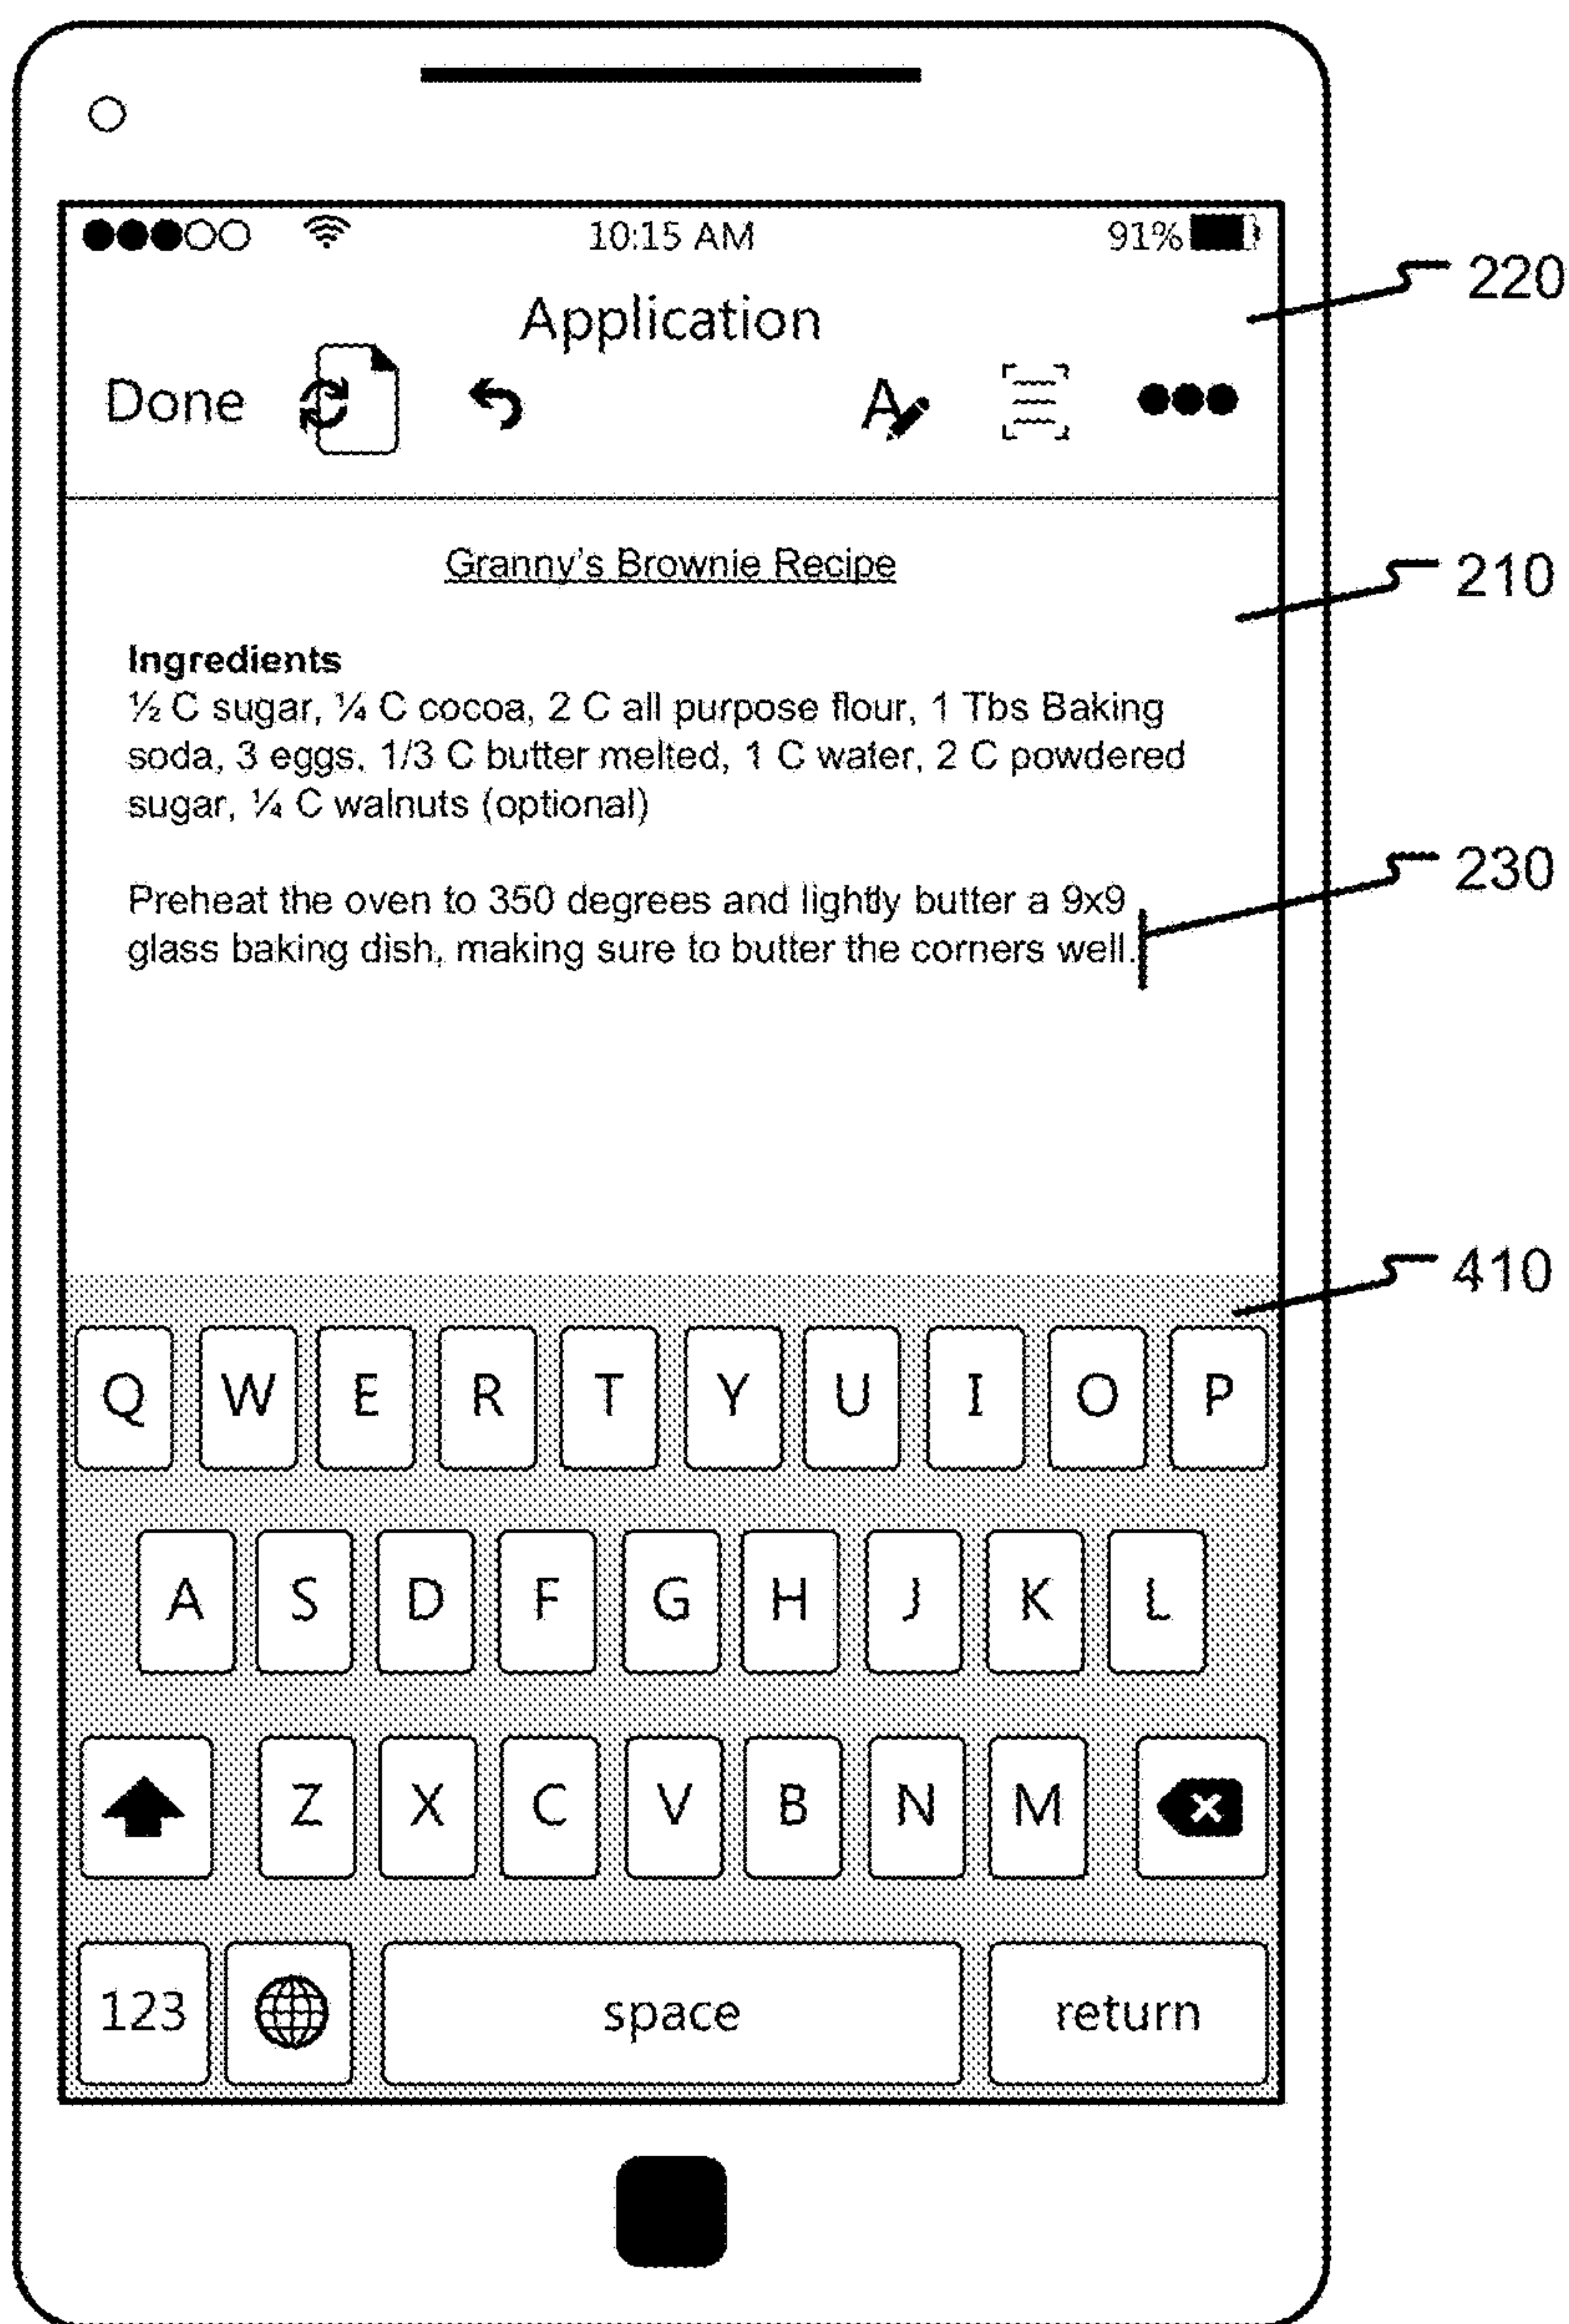 10:15 AM 91%
220
Application
Done A
Granny's Brownie Recipe
210
Ingredients
½ C sugar, ¼ C cocoa, 2 C all purpose flour, 1 Tbs Baking
soda, 3 eggs, 1/3 C butter melted, 1 C water, 2 C powdered
sugar, ¼ C walnuts (optional)
230
Preheat the oven to 350 degrees and lightly butter a 9x9
glass baking dish, making sure to butter the corners well.
410
Q W E R T Y U I O P
A S D F G H J K L
Z X C V B N M
123 space return